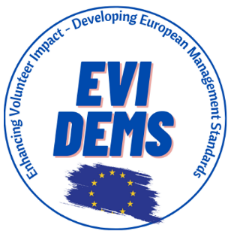 Enhancing Volunteer Impact - Developing European Management Standards
EVI
DEMS